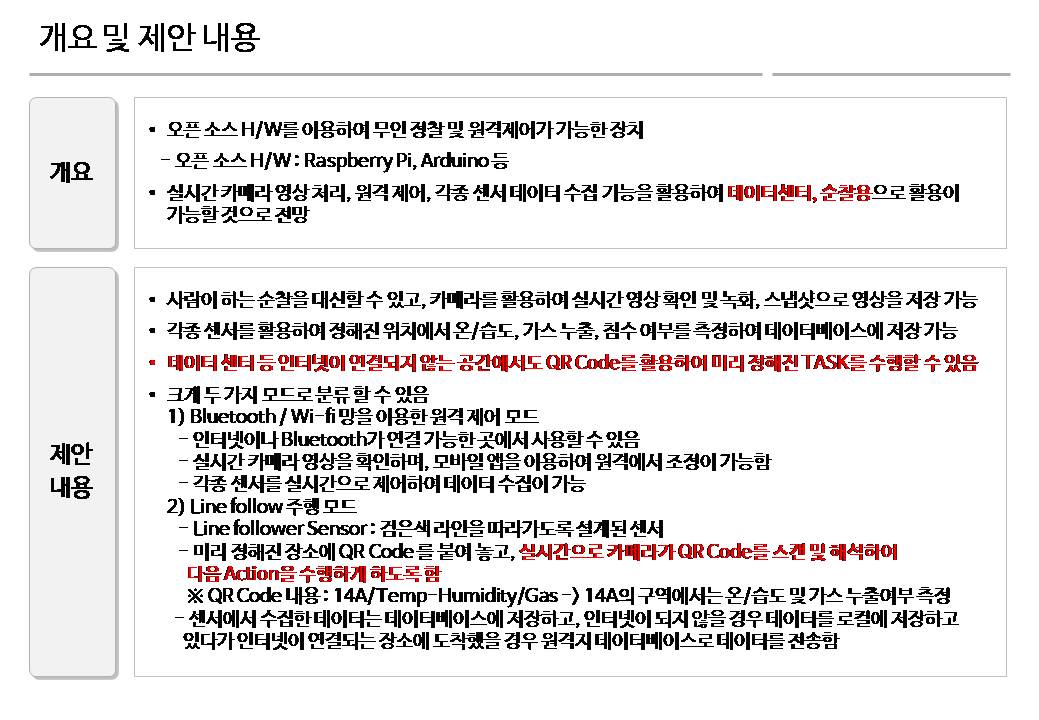 개요 및 제안 내용
개요
• 오픈 소스 H/W를 이용하여 무인 정찰 및 원격제어가 가능한 장치
- 오픈 소스 H/W : Raspberry Pi, Arduino 등
• 실시간 카메라 영상 처리, 원격 제어, 각종 센서 데이터 수집 기능을 활용하여 데이터센터, 순찰용으로 활용이
가능할 것으로 전망
제안
내용
• 사람이 하는 순찰을 대신할 수 있고, 카메라를 활용하여 실시간 영상 확인 및 녹화, 스냅샷으로 영상을 저장 가능
• 각종 센서를 활용하여 정해진 위치에서 온/습도, 가스 누출, 침수 여부를 측정하여 데이터베이스에 저장 가능
• 데이터 센터 등 인터넷이 연결되지 않는 공간에서도 QR Code를 활용하여 미리 정해진 TASK를 수행할 수 있음
• 크게 두 가지 모드로 분류 할 수 있음
1) Bluetooth / Wi-fi 망을 이용한 원격 제어 모드
- 인터넷이나 Bluetooth가 연결 가능한 곳에서 사용할 수 있음
- 실시간 카메라 영상을 확인하며, 모바일 앱을 이용하여 원격에서 조정이 가능함
- 각종 센서를 실시간으로 제어하여 데이터 수집이 가능
2) Line follow 주행 모드
- Line follower Sensor : 검은색 라인을 따라가도록 설계된 센서
- 미리 정해진 장소에 QR Code 를 붙여 놓고, 실시간으로 카메라가 QR Code를 스캔 및 해석하여
다음 Action을 수행하게 하도록 함
※ QR Code 내용 : 14A/Temp-Humidity/Gas -> 14A의 구역에서는 온/습도 및 가스 누출여부 측정
- 센서에서 수집한 데이터는 데이터베이스에 저장하고, 인터넷이 되지 않을 경우 데이터를 로컬에 저장하고
있다가 인터넷이 연결되는 장소에 도착했을 경우 원격지 데이터베이스로 데이터를 전송함